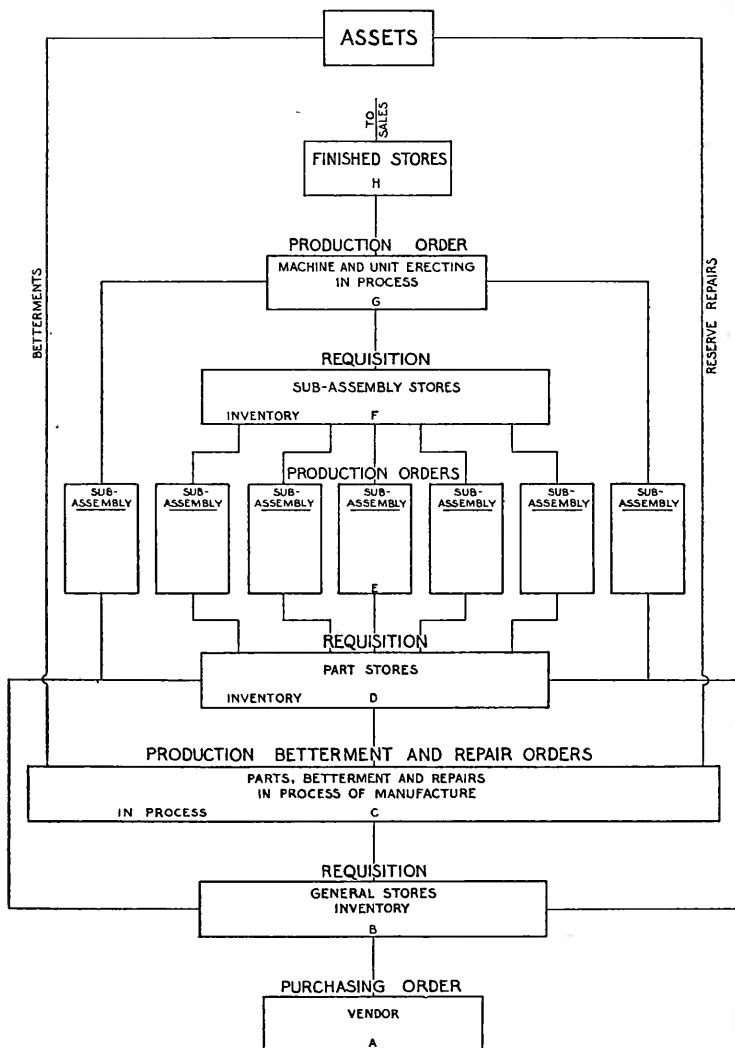 ASSETS
TO
SALES
FINISHED STORES
H
PRODUCTION ORDER
MACHINE AND UNIT ERECTING
IN PROCESS
G
BETTERMENTS
RESERVE REPAIRS
REQUISITION
SUB-ASSEMBLY STORES
INVENTORY F
PRODUCTION ORDERS
SUB-
ASSEMBLY
SUB-
ASSEMBLY
SUB-
ASSEMBLY
SUB-
ASSEMBLY
SUB-
ASSEMBLY
SUB-
ASSEMBLY
SUB-
ASSEMBLY
E
REQUISITION
PART STORES
INVENTORY D
PRODUCTION BETTERMENT AND REPAIR ORDERS
PARTS, BETTERMENT AND REPAIRS
IN PROCESS OF MANUFACTURE
IN PROCESS C
REQUISITION
GENERAL STORES
INVENTORY
B
PURCHASING ORDER
VENDOR
A